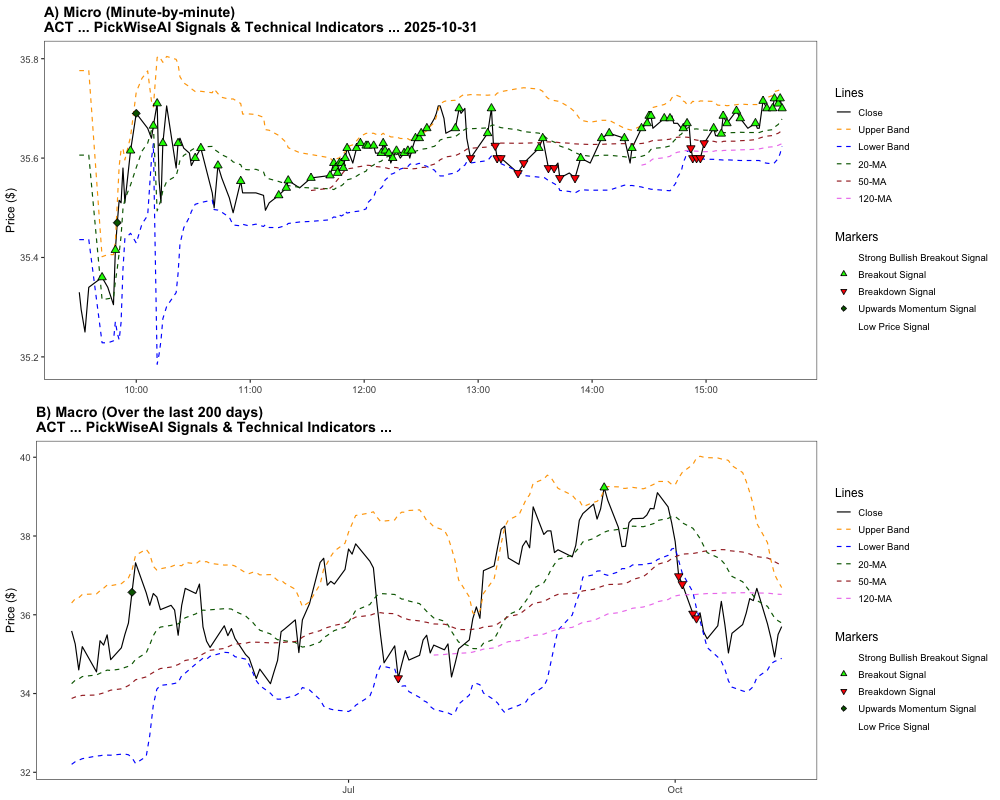 A) Micro (Minute-by-minute)
ACT ... PickWiseAI Signals & Technical Indicators ... 2025-10-31
Price ($)
35.8
35.6
35.4
35.2
10:00 11:00 12:00 13:00 14:00 15:00
Lines
Close
Upper Band
Lower Band
20-MA
50-MA
120-MA
Markers
Strong Bullish Breakout Signal
Breakout Signal
Breakdown Signal
Upwards Momentum Signal
Low Price Signal
B) Macro (Over the last 200 days)
ACT ... PickWiseAI Signals & Technical Indicators ...
Price ($)
40
38
36
34
32
Jul Oct
Lines
Close
Upper Band
Lower Band
20-MA
50-MA
120-MA
Markers
Strong Bullish Breakout Signal
Breakout Signal
Breakdown Signal
Upwards Momentum Signal
Low Price Signal